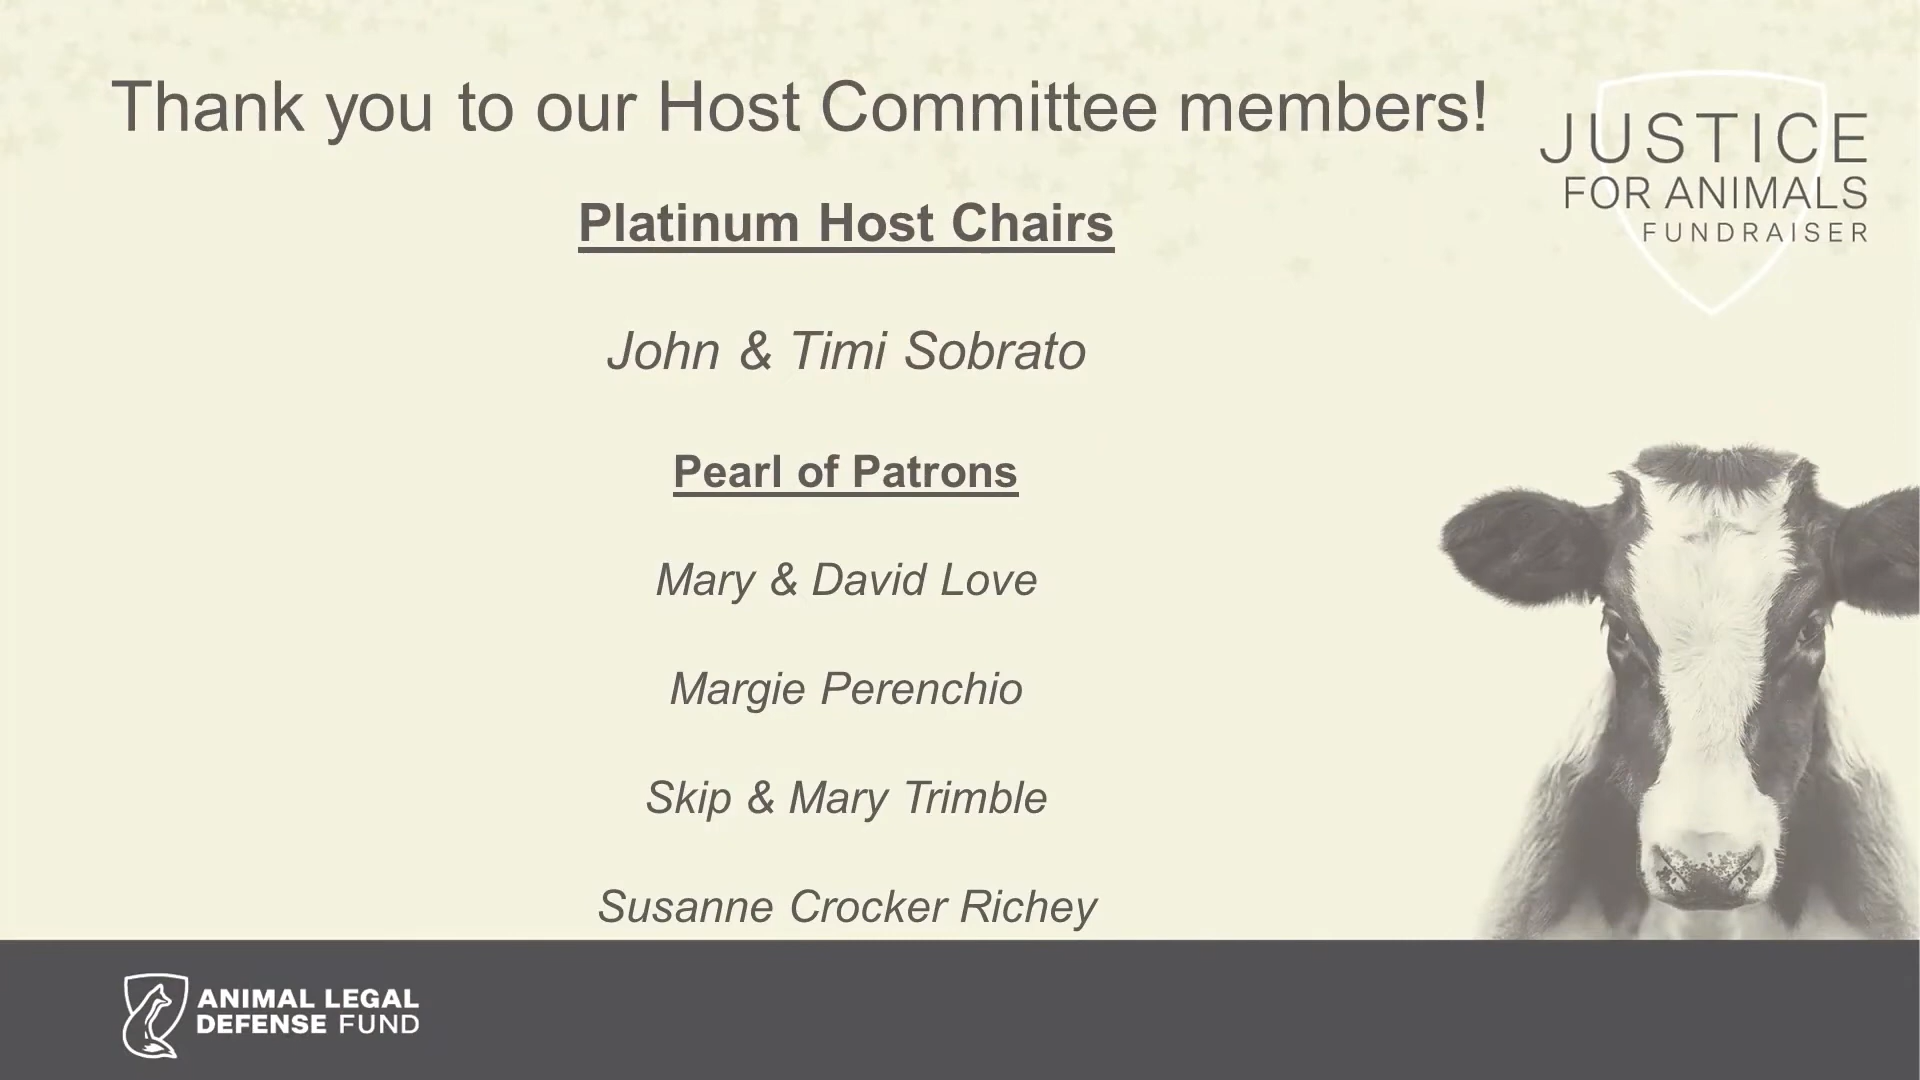 Thank you to our Host Committee members!
JUSTICE
FOR ANIMALS
FUNDRAISER
Platinum Host Chairs
John & Timi Sobrato
Pearl of Patrons
Mary & David Love
Margie Perenchio
Skip & Mary Trimble
Susanne Crocker Richey
ANIMAL LEGAL
DEFENSE FUND